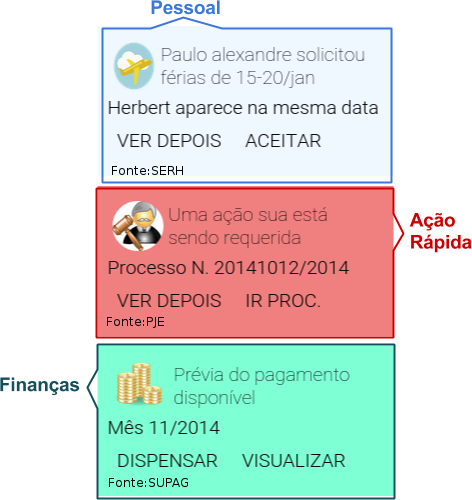 Pessoal
Paulo alexandre solicitou
férias de 15-20/jan
Herbert aparece na mesma data
VER DEPOIS ACEITAR
Fonte:SERH
Ação
Rápida
Uma ação sua está
sendo requerida
Processo N. 20141012/2014
VER DEPOIS IR PROC.
Fonte:PJE
Finanças
Prévia do pagamento
disponível
Mês 11/2014
DISPENSAR VISUALIZAR
Fonte:SUPAG